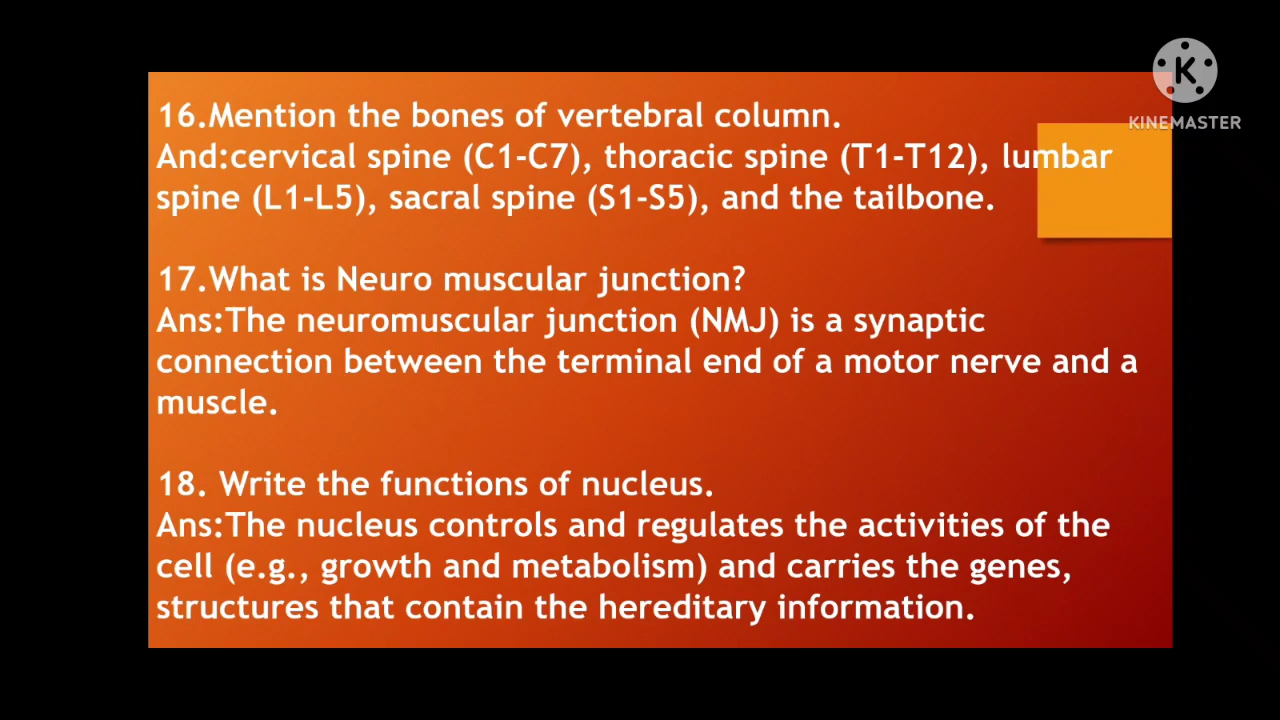 KINEMASTER
16.Mention the bones of vertebral column.
And:cervical spine (C1-C7), thoracic spine (T1-T12), lumbar
spine (L1-L5), sacral spine (S1-S5), and the tailbone.
17.What is Neuro muscular junction?
Ans:The neuromuscular junction (NMJ) is a synaptic
connection between the terminal end of a motor nerve and a
muscle.
18. Write the functions of nucleus.
Ans:The nucleus controls and regulates the activities of the
cell (e.g., growth and metabolism) and carries the genes,
structures that contain the hereditary information.